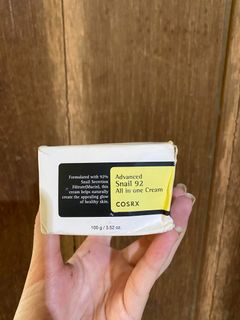 Formulated with 92%
Snail Secretion
Filtrate(Mucin), this
cream helps naturally
create the appealing glow
of healthy skin.
Advanced
Snail 92
All in one Cream
COSRX
100 g / 3.52 oz.